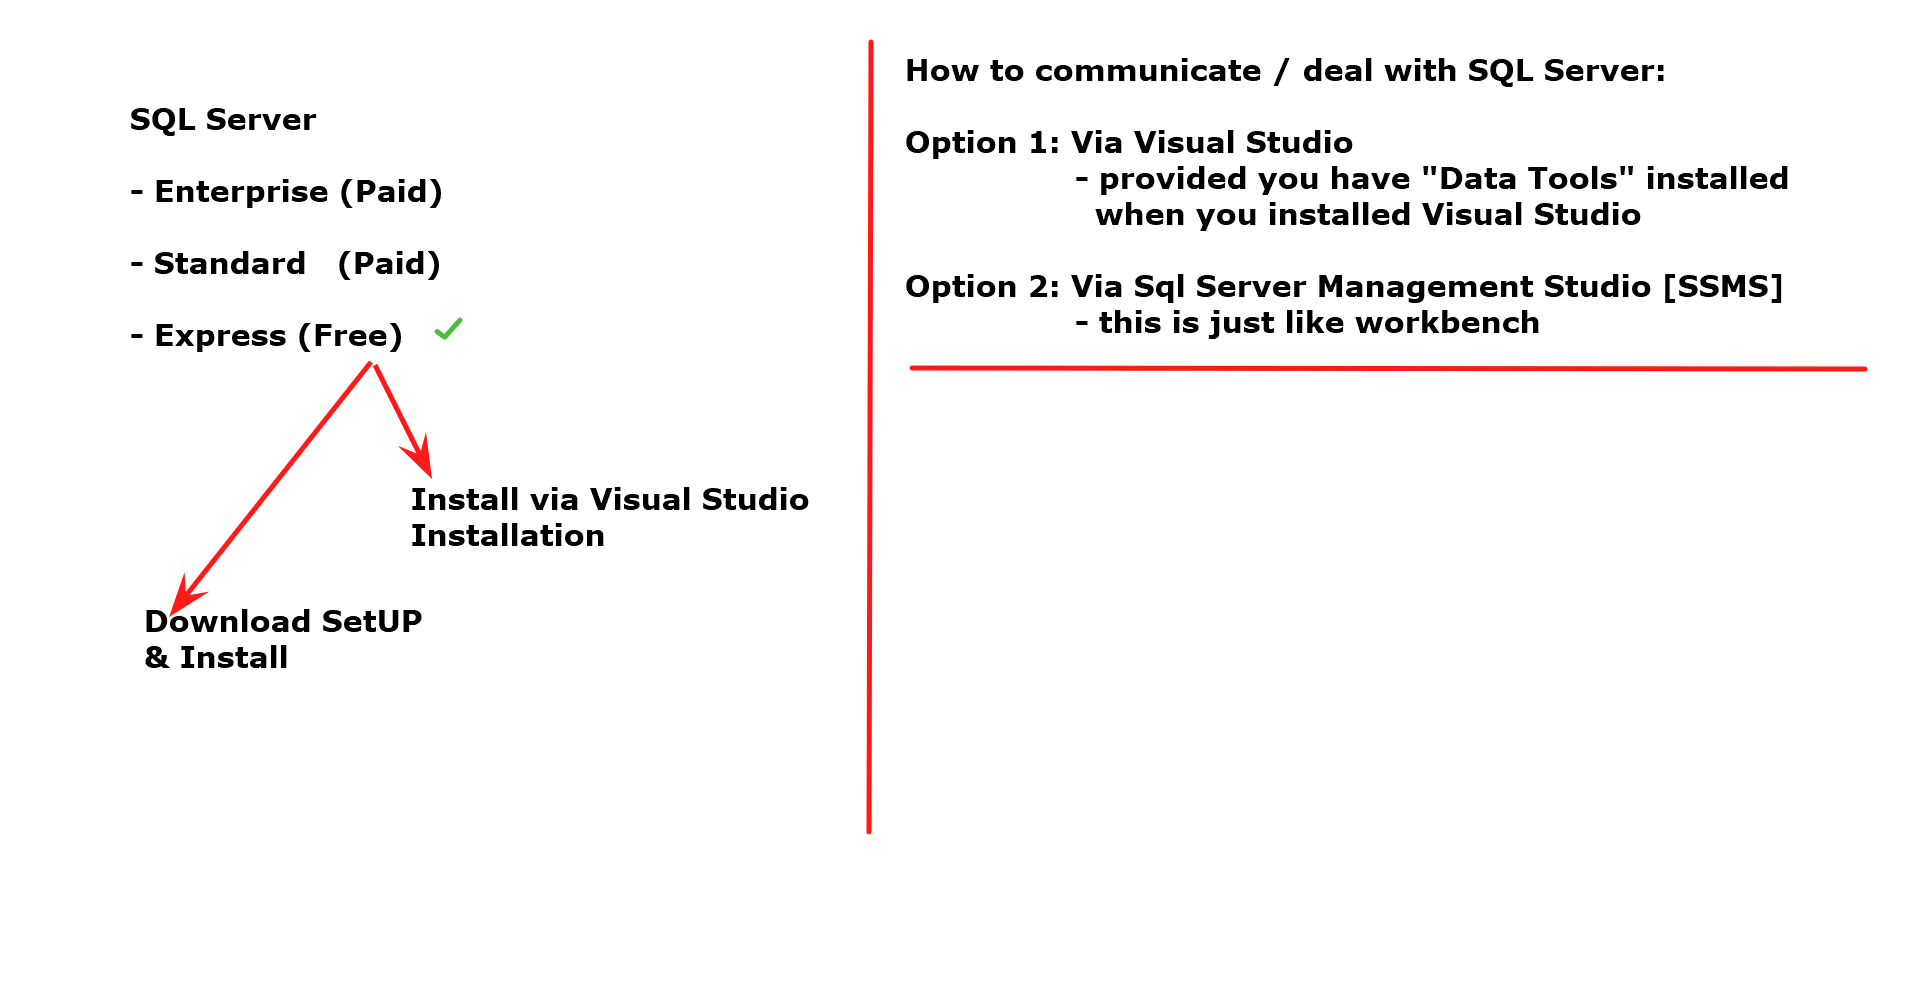 SQL Server
- Enterprise (Paid)
- Standard (Paid)
- Express (Free)
Install via Visual Studio
Installation
Download SetUP
& Install
How to communicate / deal with SQL Server:
Option 1: Via Visual Studio
- provided you have "Data Tools" installed
when you installed Visual Studio
Option 2: Via Sql Server Management Studio [SSMS]
- this is just like workbench